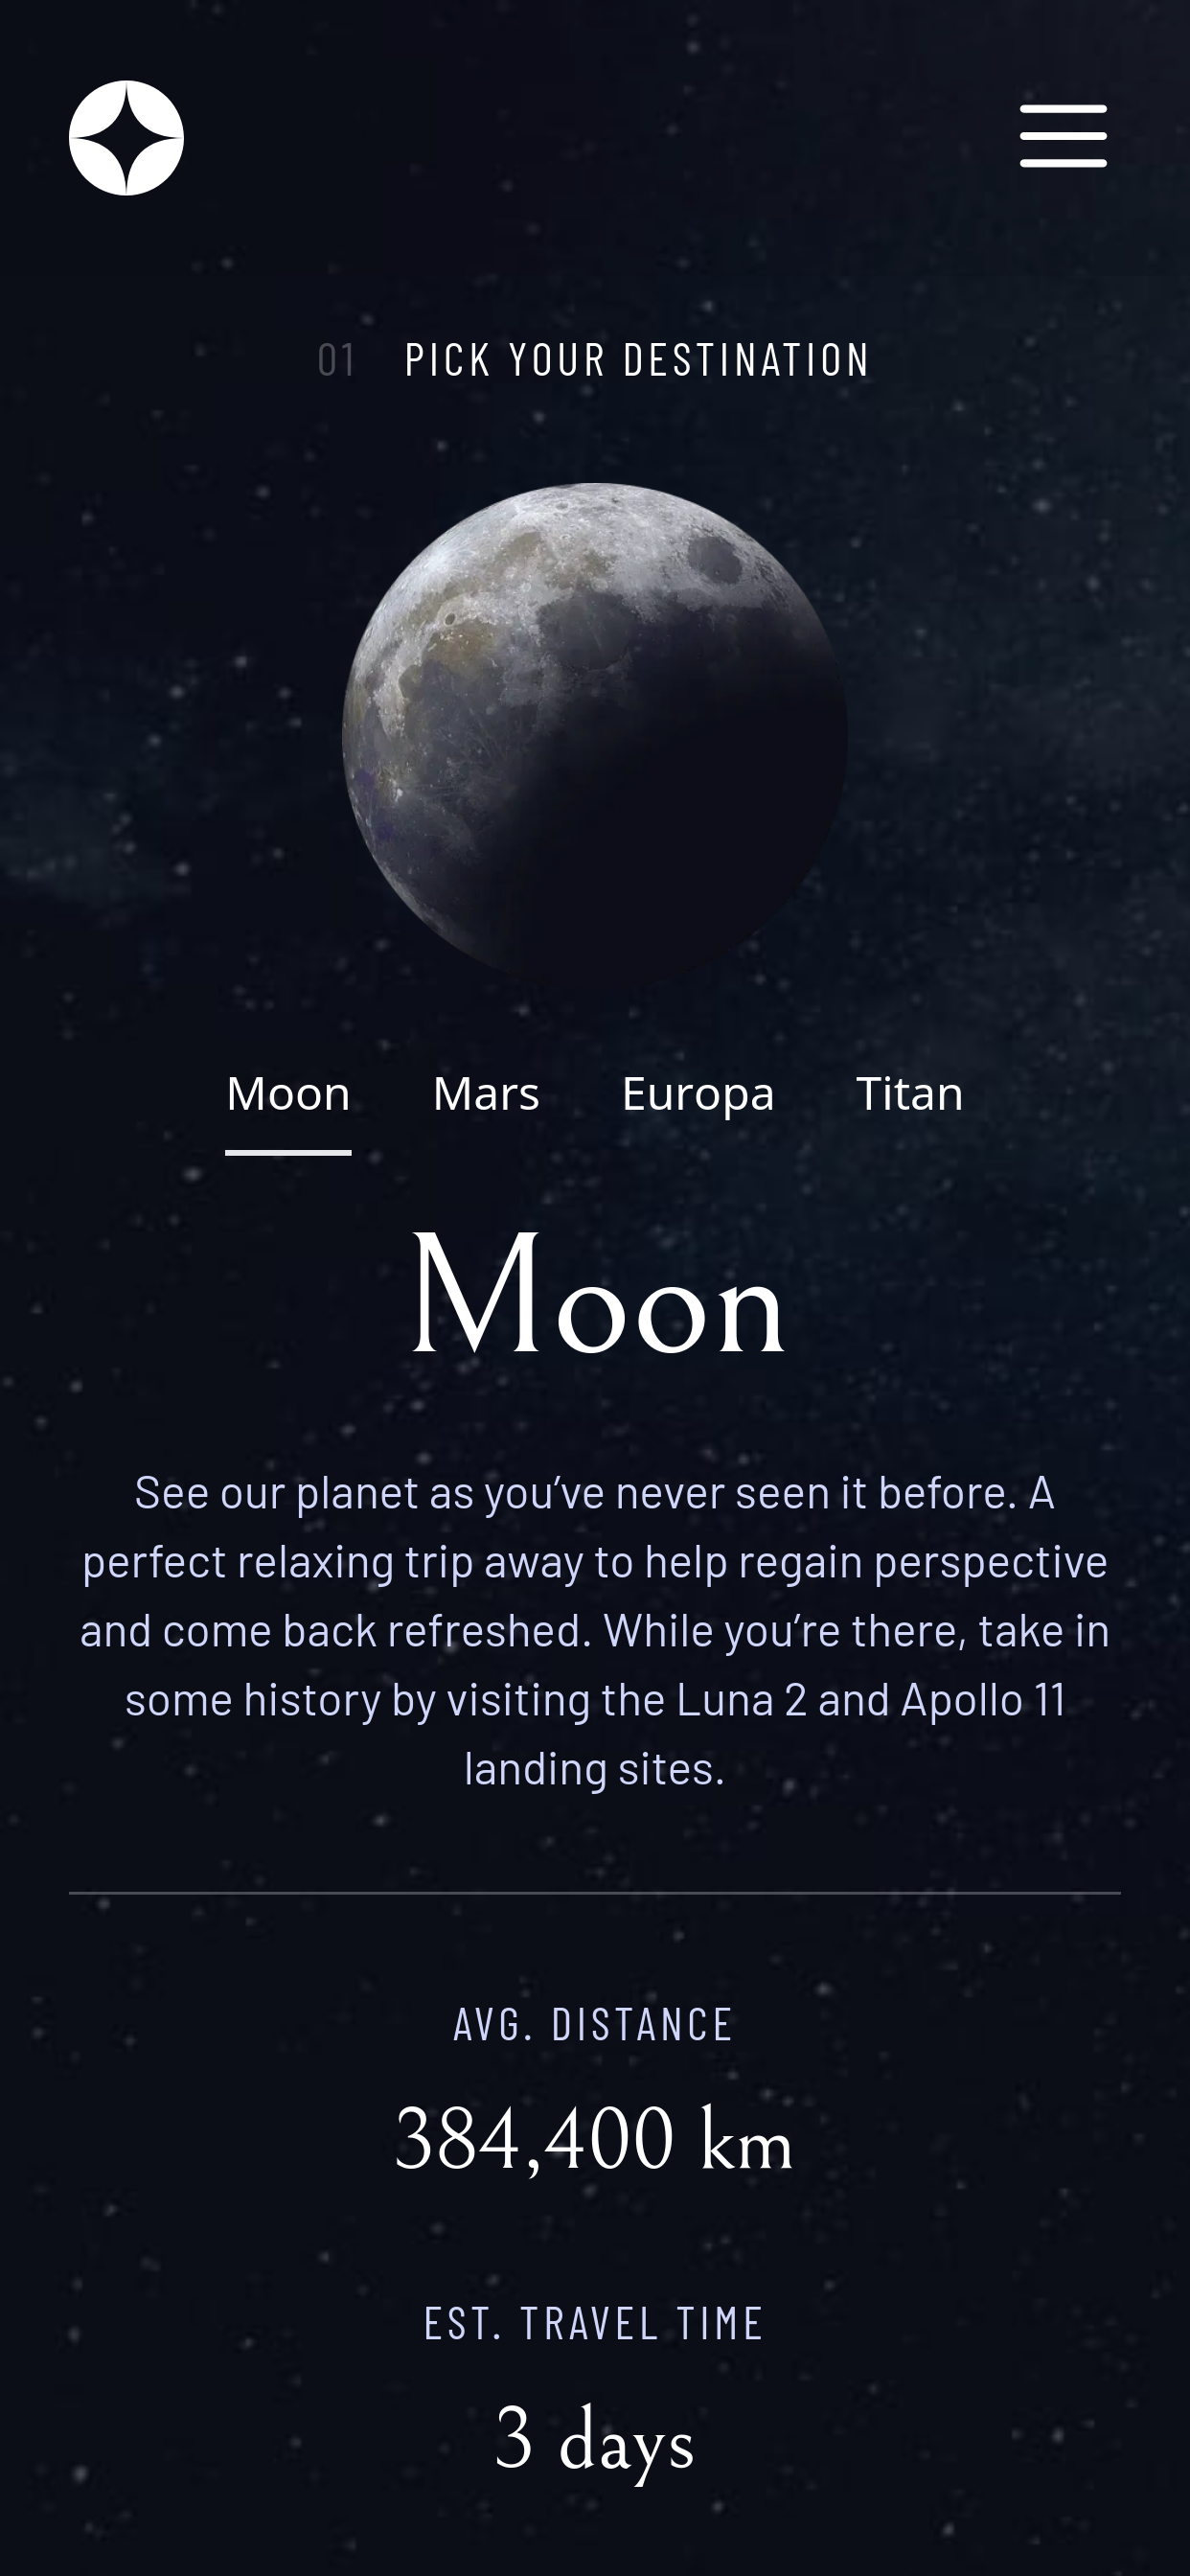 01 PICK YOUR DESTINATION
Moon Mars Europa Titan
Moon
See our planet as you’ve never seen it before. A
perfect relaxing trip away to help regain perspective
and come back refreshed. While you’re there, take in
some history by visiting the Luna 2 and Apollo 11
landing sites.
AVG. DISTANCE
384,400 km
EST. TRAVEL TIME
3 days